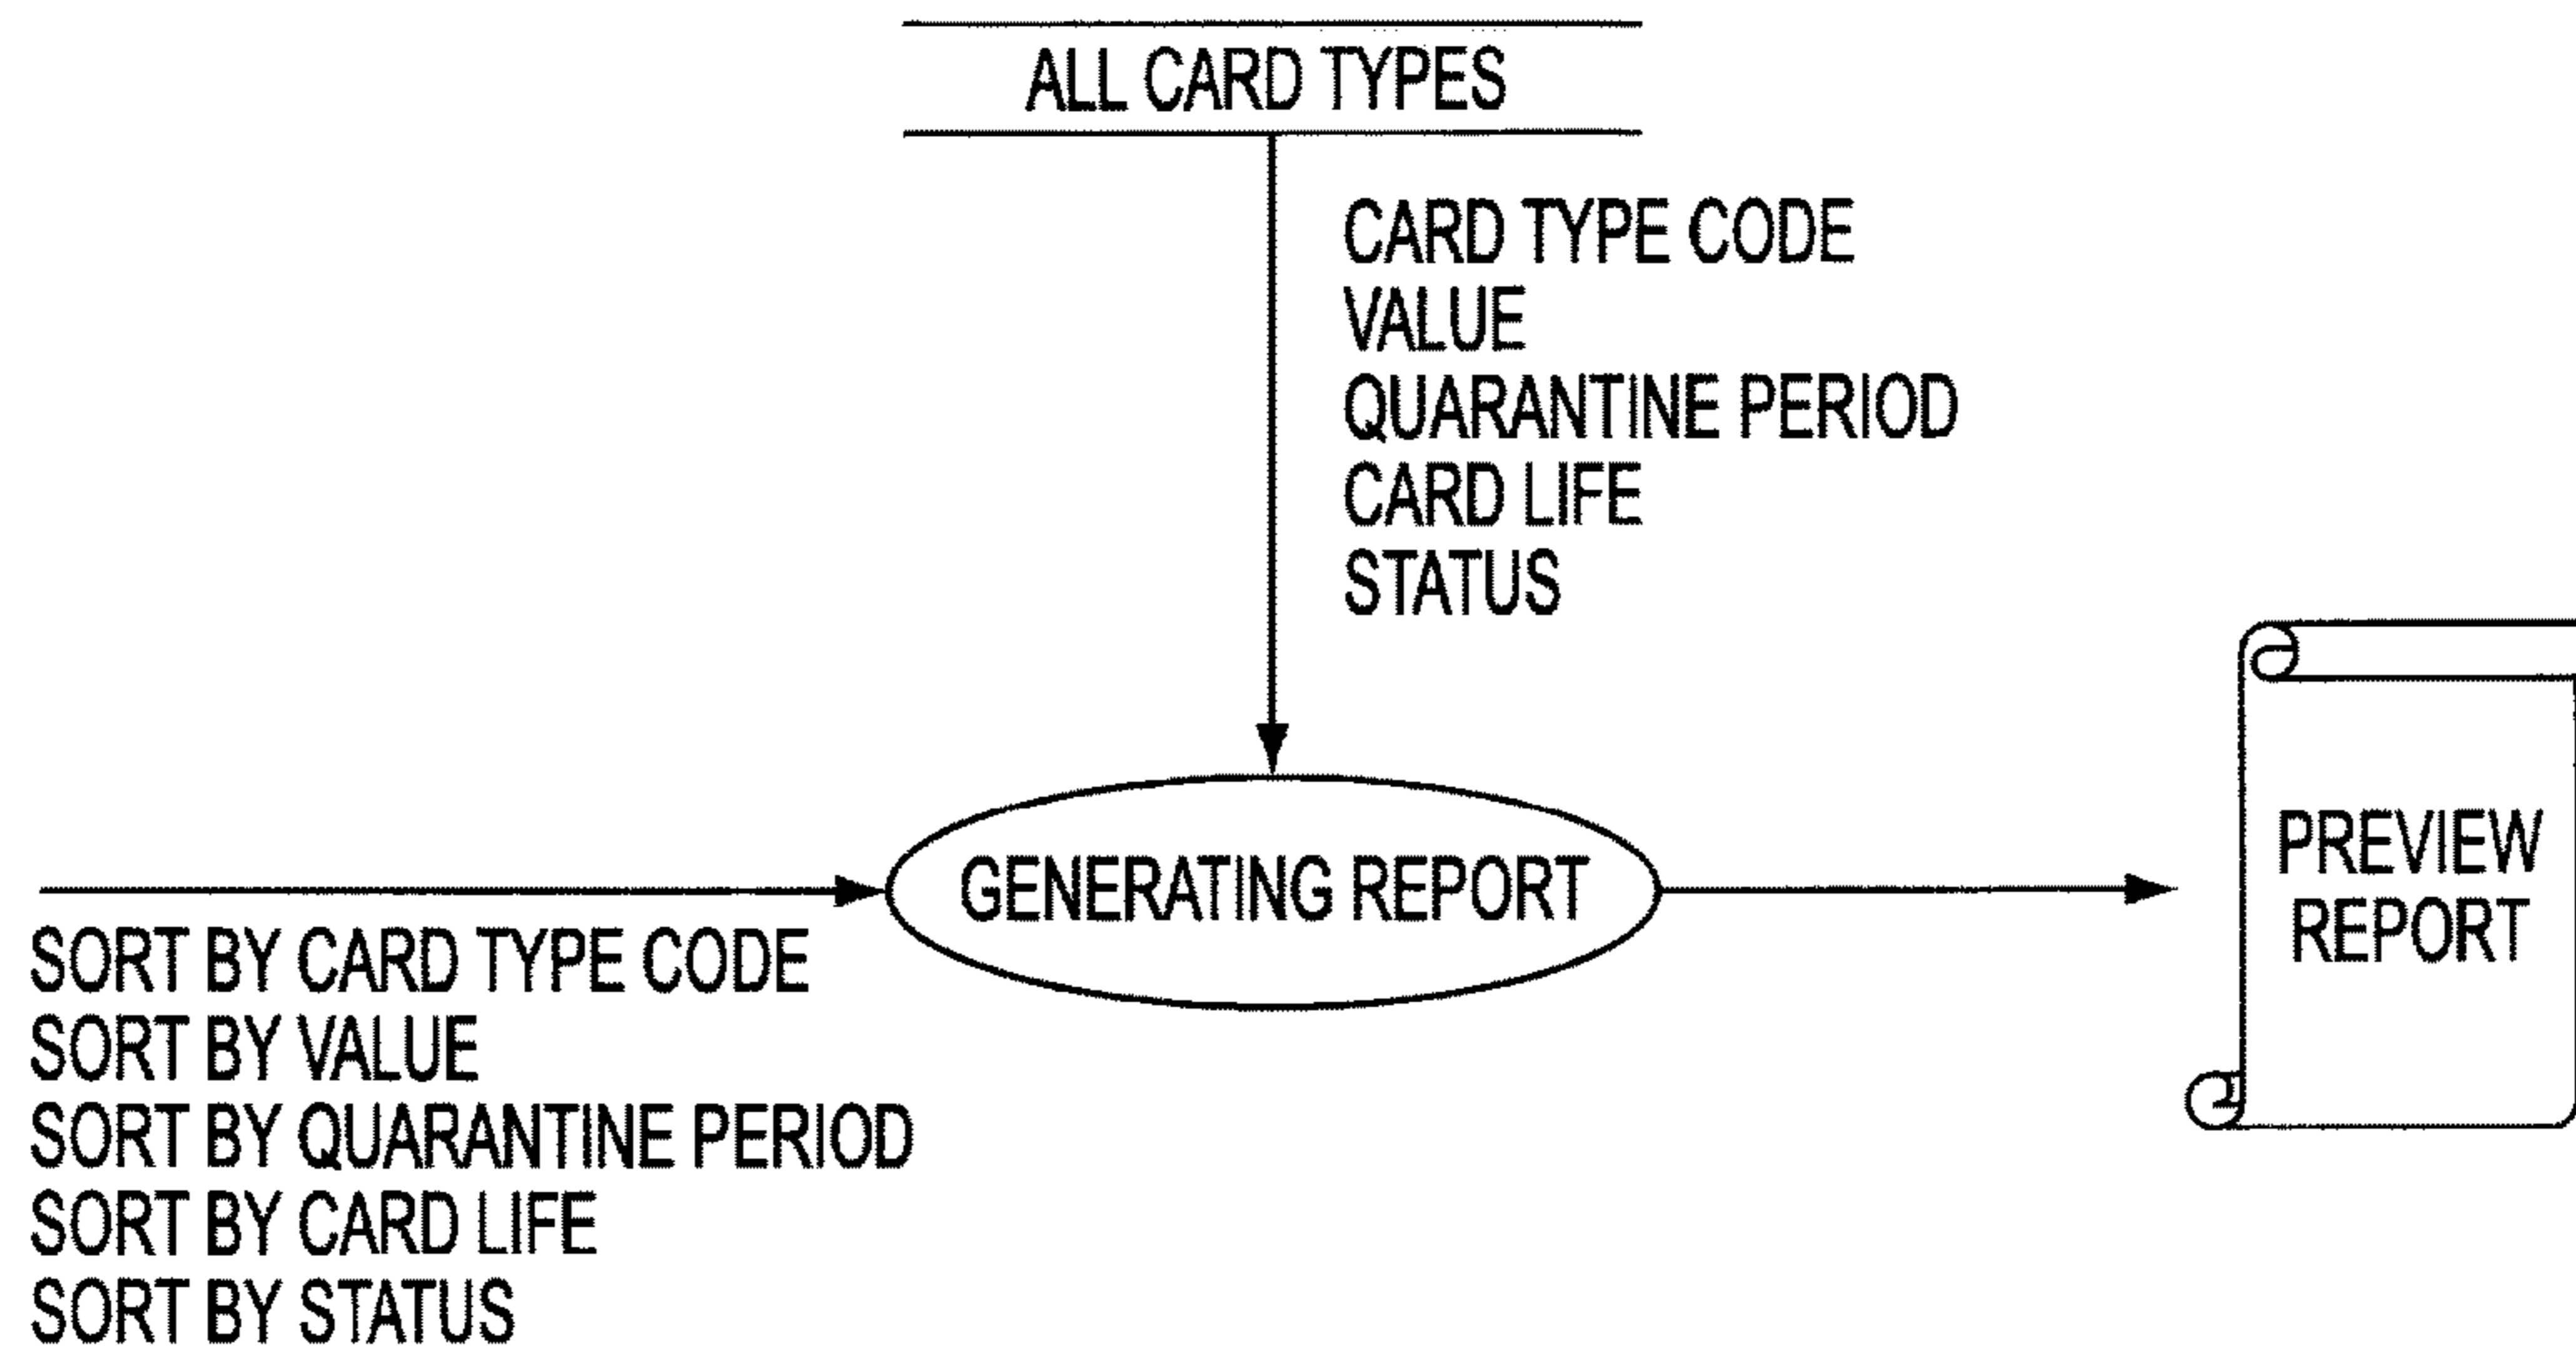 ALL CARD TYPES
CARD TYPE CODE
VALUE
QUARANTINE PERIOD
CARD LIFE
STATUS
GENERATING REPORT
PREVIEW
REPORT
SORT BY CARD TYPE CODE
SORT BY VALUE
SORT BY QUARANTINE PERIOD
SORT BY CARD LIFE
SORT BY STATUS